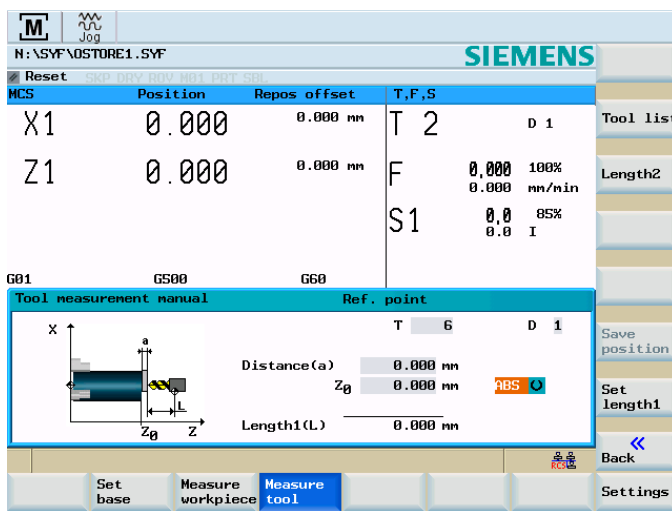 M
Jog
N:\SYF\OSTORE1.SYF
SIEMENS
Reset SKP DRY ROV M01 PRT SBL
MCS Position Repos offset T,F,S
X1 0.000 0.000 mm T 2 D 1
Z1 0.000 0.000 mm F 0.000 100%
0.000 mm/min
S1 0.0 85%
0.0 I
G01 G500 G60
Tool list
Length2
Tool measurement manual Ref. point
T 6 D 1
X
a
Distance(a) 0.000 mm
Z0 0.000 mm ABS
L
Z0 Z
Length1(L) 0.000 mm
Save
position
Set
length1
Back
RCS
Set
base
Measure
workpiece
Measure
tool
Settings